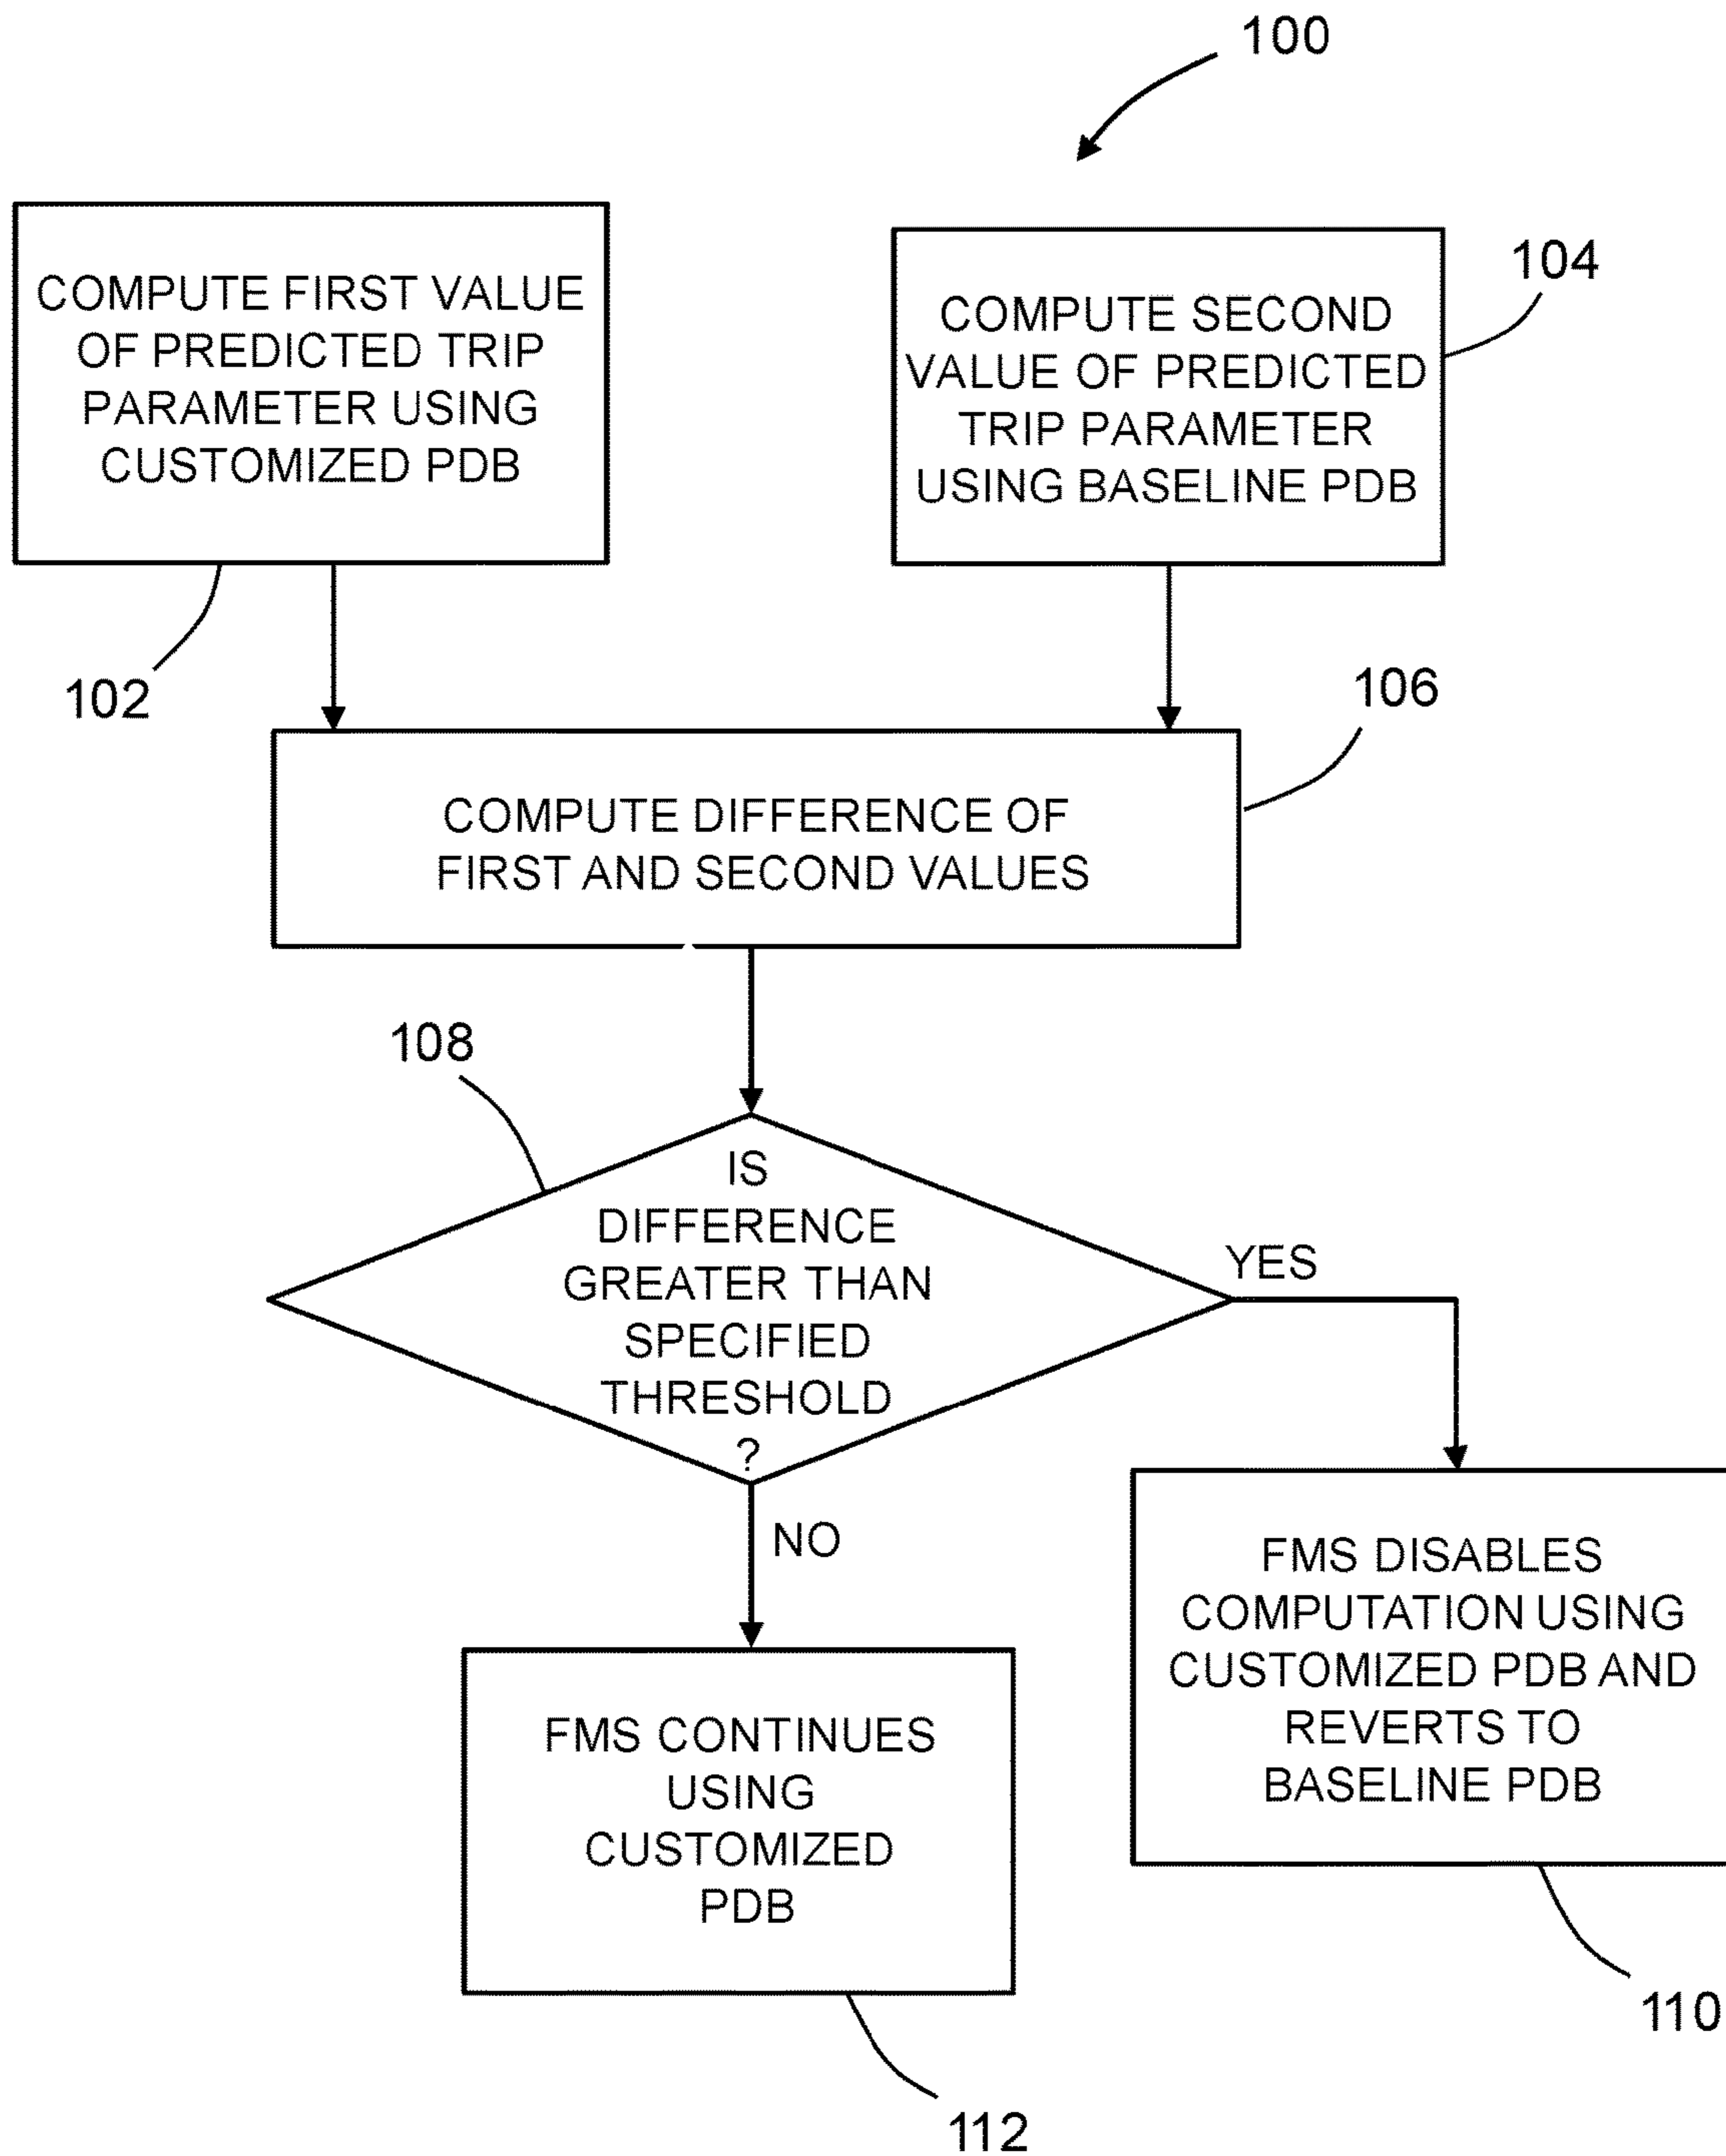 100
COMPUTE FIRST VALUE
OF PREDICTED TRIP
PARAMETER USING
CUSTOMIZED PDB
102
COMPUTE SECOND
VALUE OF PREDICTED
TRIP PARAMETER
USING BASELINE PDB
104
106
COMPUTE DIFFERENCE OF
FIRST AND SECOND VALUES
108
IS
DIFFERENCE
GREATER THAN
SPECIFIED
THRESHOLD
?
YES
NO
FMS DISABLES
COMPUTATION USING
CUSTOMIZED PDB AND
REVERTS TO
BASELINE PDB
110
FMS CONTINUES
USING
CUSTOMIZED
PDB
112